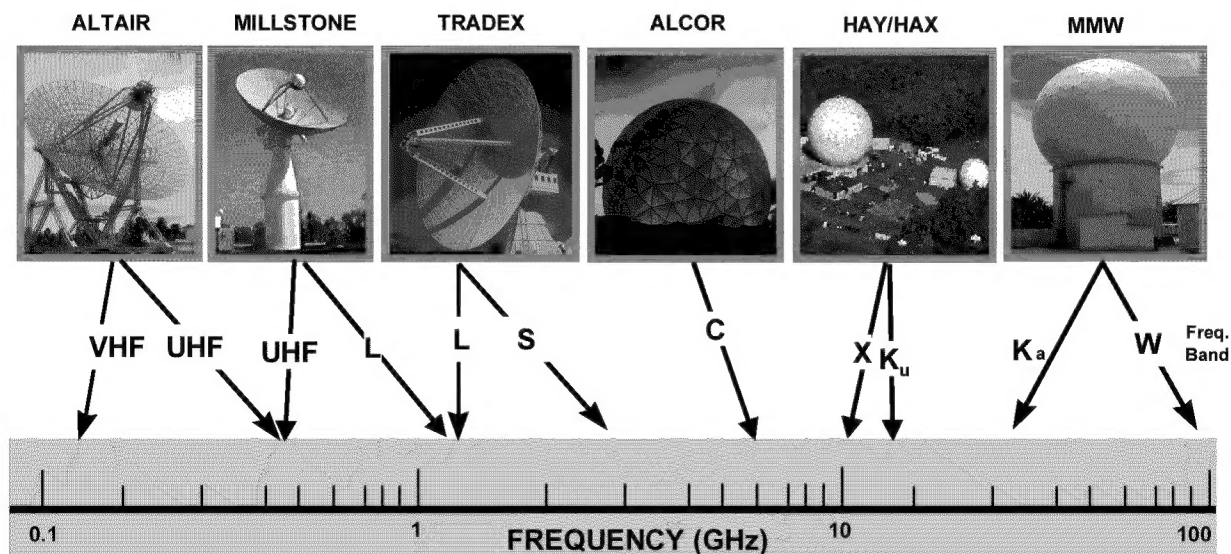 ALTAIR MILLSTONE TRADEX ALCOR HAY/HAX MMW
VHF UHF UHF L L S C X Ku Ka W Freq. Band
0.1 1 10 100
FREQUENCY (GHz)